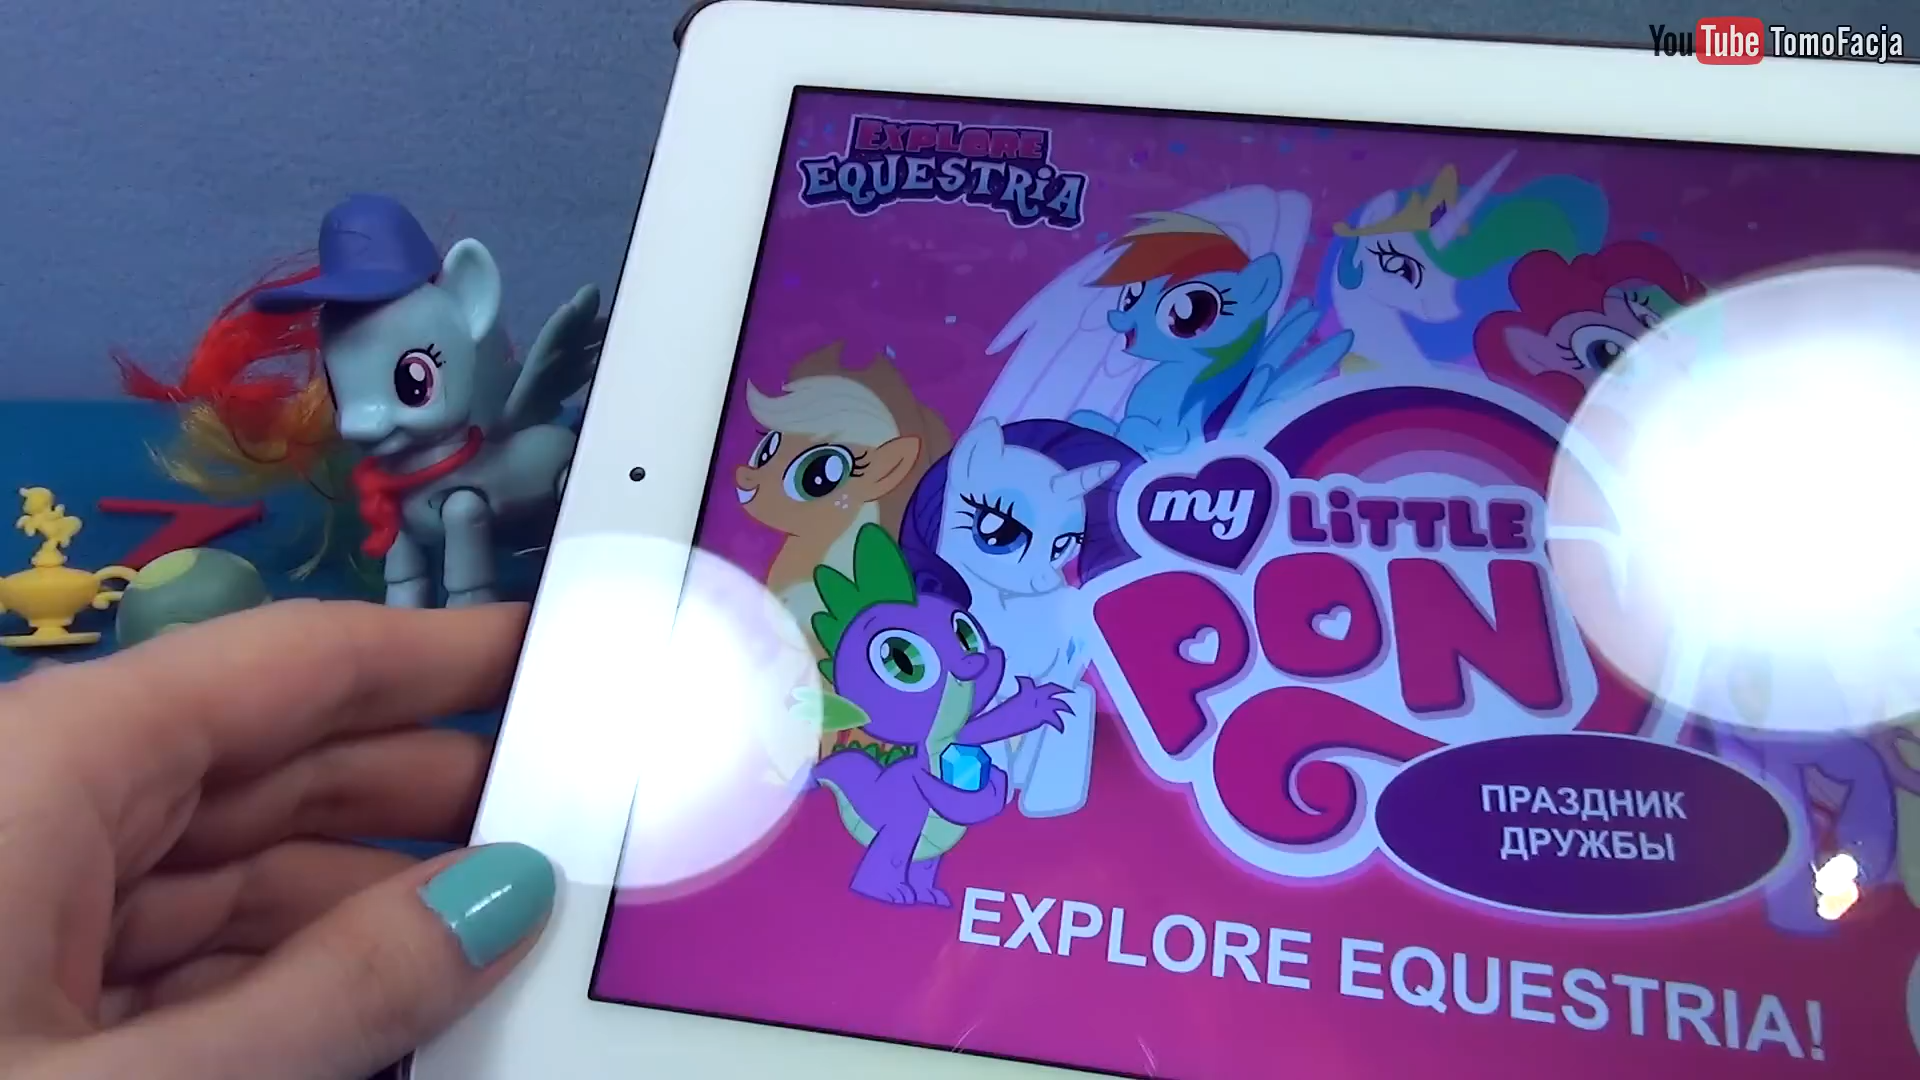 YouTube TomoFacja
EXPLORE
EQUESTRiA
my LiTTLE
PON
ПРАЗДНИК
ДРУЖБЫ
EXPLORE EQUESTRIA!